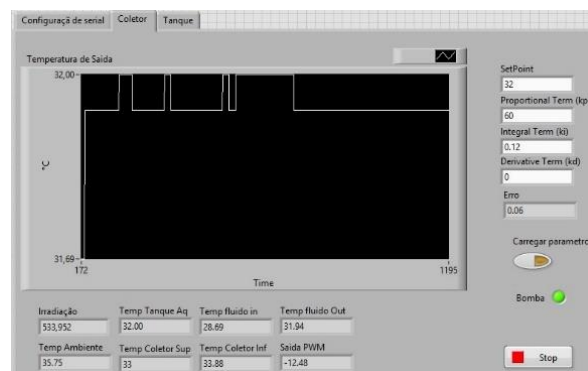 Configuraçã de serial
Coletor
Tanque
Temperatura de Saida
32,00
°C
31,69
172
1195
Time
SetPoint
32
Proportional Term (kp
60
Integral Term (ki)
0.12
Derivative Term (kd)
0
Erro
0.06
Carregar parametro
Bomba
Stop
Irradiação
533,952
Temp Tanque Aq
32.00
Temp fluido in
28.69
Temp fluido Out
31.94
Temp Ambiente
35.75
Temp Coletor Sup
33
Temp Coletor Inf
33.88
Saida PWM
-12.48